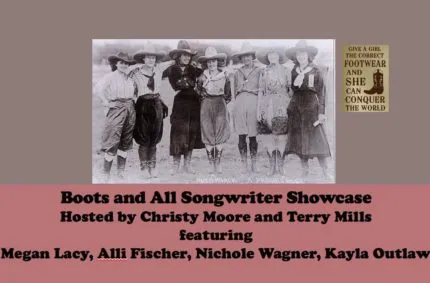 GIVE A GIRL
THE CORRECT
FOOTWEAR
AND
SHE
CAN
CONQUER
THE WORLD
Boots and All Songwriter Showcase
Hosted by Christy Moore and Terry Mills
featuring
Megan Lacy, Alli Fischer, Nichole Wagner, Kayla Outlaw